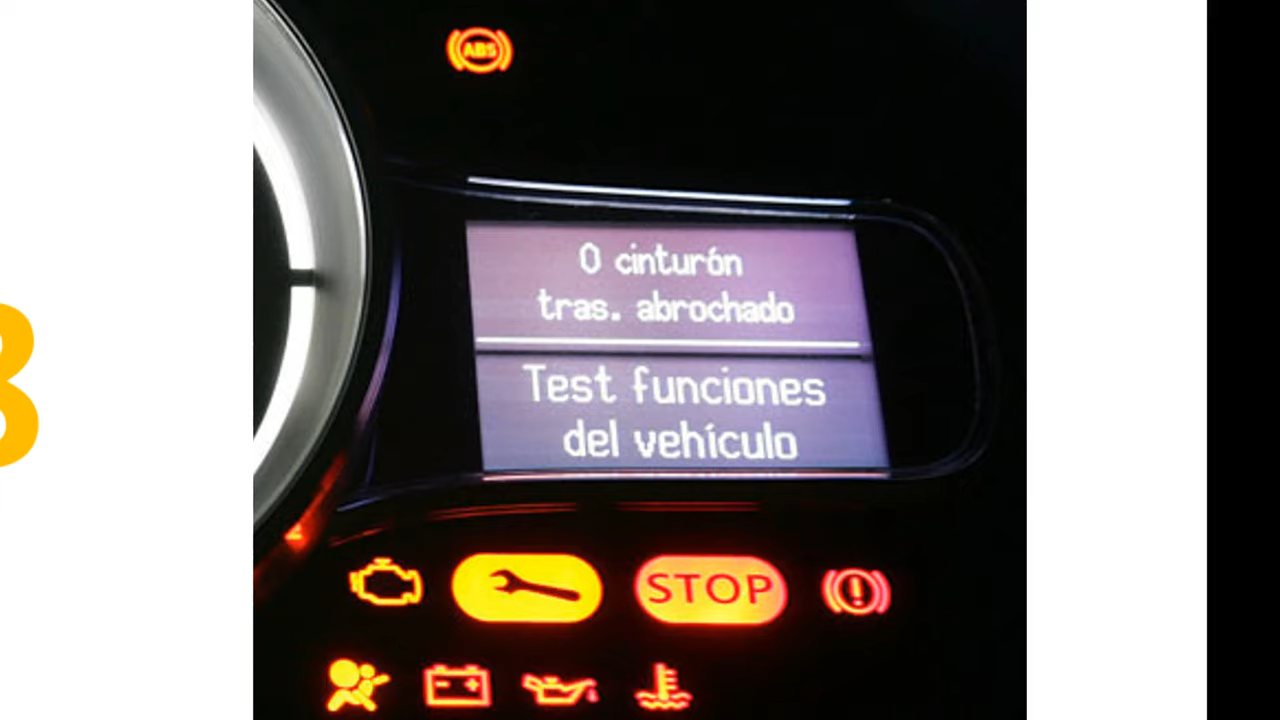 ABS
0 cinturón
tras. abrochado
Test funciones
del vehículo
STOP